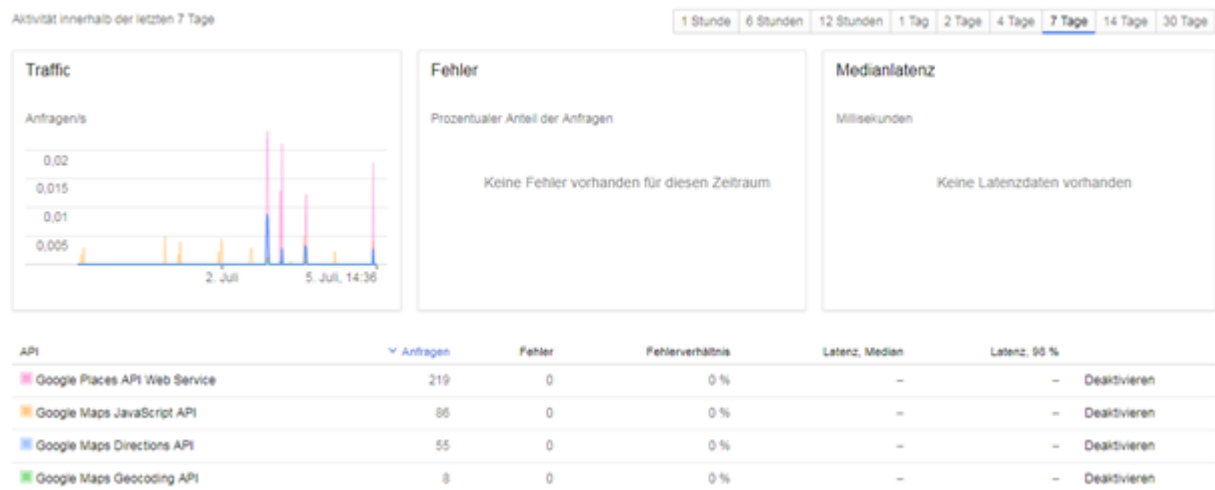 Aktivität innerhalb der letzten 7 Tage
1 Stunde 6 Stunden 12 Stunden 1 Tag 2 Tage 4 Tage 7 Tage 14 Tage 30 Tage
Traffic Fehler Medianlatenz
Anfragen/s Prozentualer Anteil der Anfragen Millisekunden
0,02
0,015
0,01
0,005
2. Juli 5. Juli, 14:36
Keine Fehler vorhanden für diesen Zeitraum Keine Latenzdaten vorhanden
API Anfragen Fehler Fehlerverhältnis Latenz, Median Latenz, 98 %
Google Places API Web Service 219 0 0 % – – Deaktivieren
Google Maps JavaScript API 86 0 0 % – – Deaktivieren
Google Maps Directions API 55 0 0 % – – Deaktivieren
Google Maps Geocoding API 8 0 0 % – – Deaktivieren